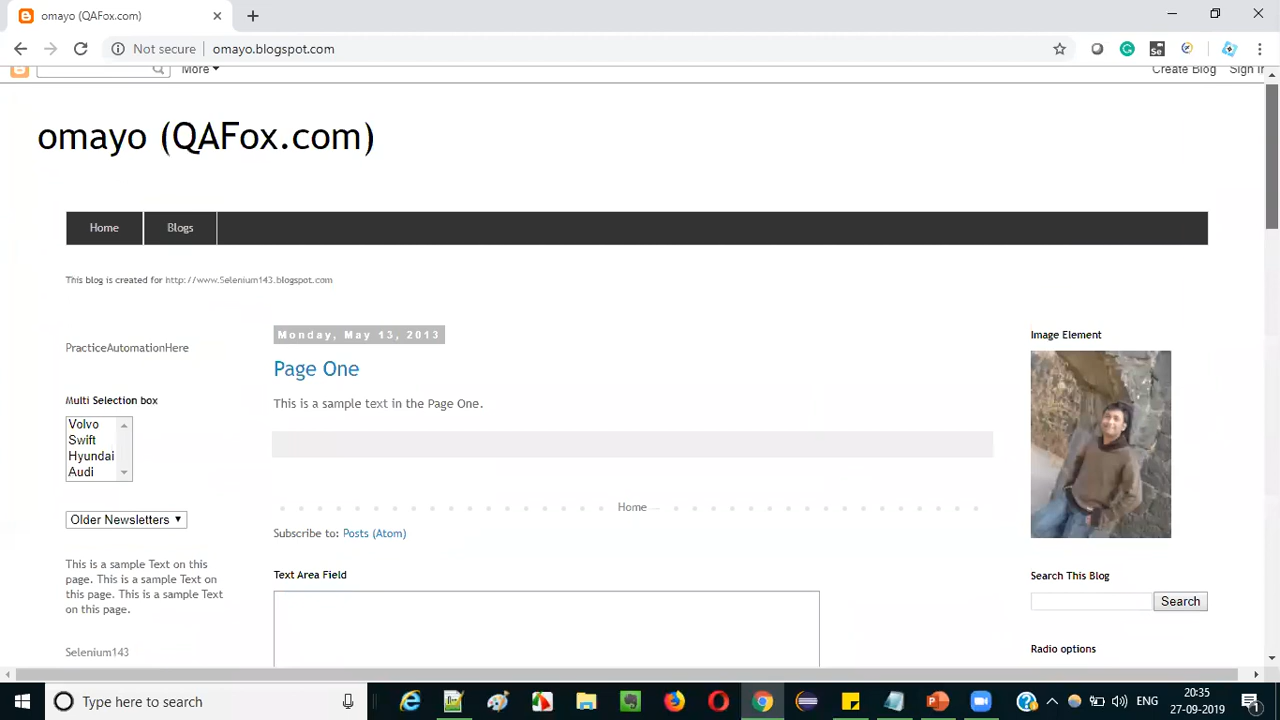 omayo (QAFox.com)
Not secure
omayo.blogspot.com
Se
More
Create Blog
omayo (QAFox.com)
Home
Blogs
This blog is created for http://www.Selenium143.blogspot.com
PracticeAutomationHere
Multi Selection box
Volvo
Swift
Hyundai
Audi
Older Newsletters
This is a sample Text on this
page. This is a sample Text on
this page. This is a sample Text
on this page.
Selenium143
Monday, May 13, 2013
Page One
This is a sample text in the Page One.
Home
Subscribe to: Posts (Atom)
Text Area Field
Image Element
Search This Blog
Search
Radio options
Type here to search
ENG
20:35
27-09-2019
1